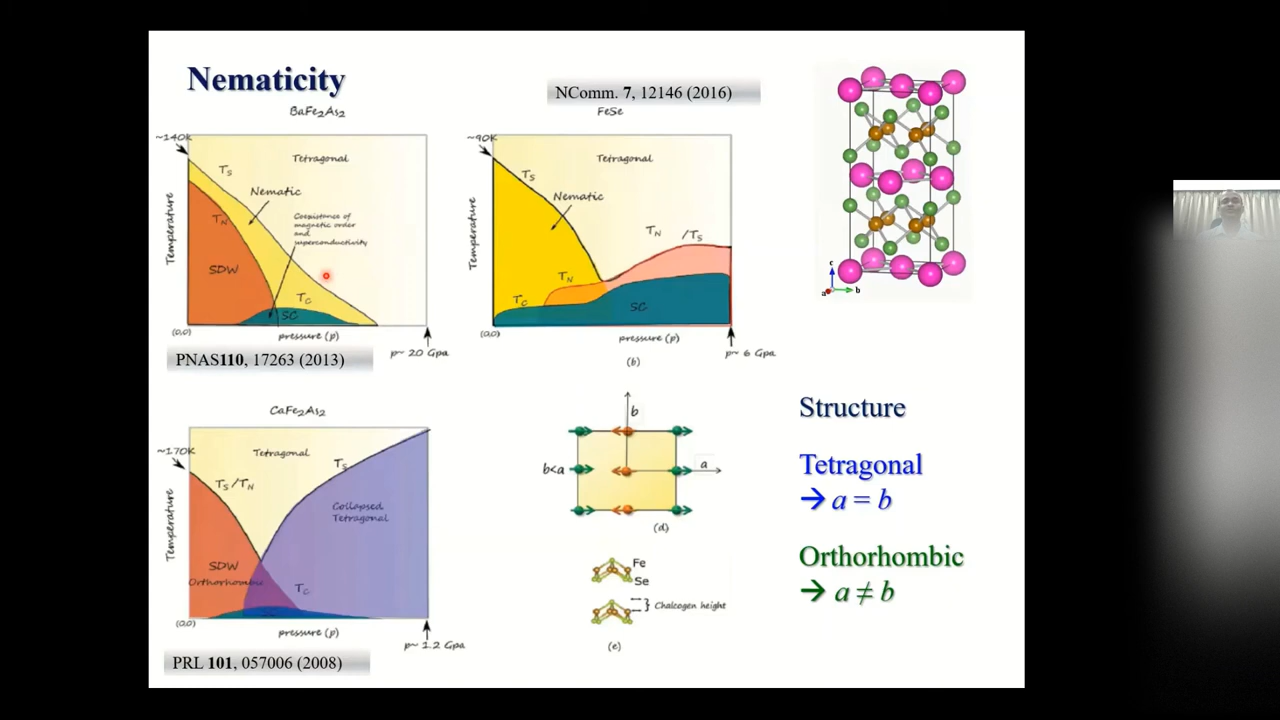 Nematicity
NComm. 7, 12146 (2016)
BaFe2As2
~140K
Tetragonal
TS
Nematic
TN
Coexistance of
magnetic order
and
superconductivity
SDW
TC
SC
Temperature
(0,0)
pressure (p)
p~ 20 Gpa
PNAS110, 17263 (2013)
FeSe
~90K
Tetragonal
TS
Nematic
TN /TS
TN
TC
SC
Temperature
(0,0)
pressure (p)
p~ 6 Gpa
(b)
c
a b
CaFe2As2
~170K
Tetragonal
TS
TS/TN
Collapsed
Tetragonal
SDW
Orthorhombic
TC
Temperature
(0,0)
pressure (p)
p~ 1.2 Gpa
PRL 101, 057006 (2008)
b
b<a
a
(d)
Fe
Se
Chalcogen height
(e)
Structure
Tetragonal
→ a = b
Orthorhombic
→ a ≠ b